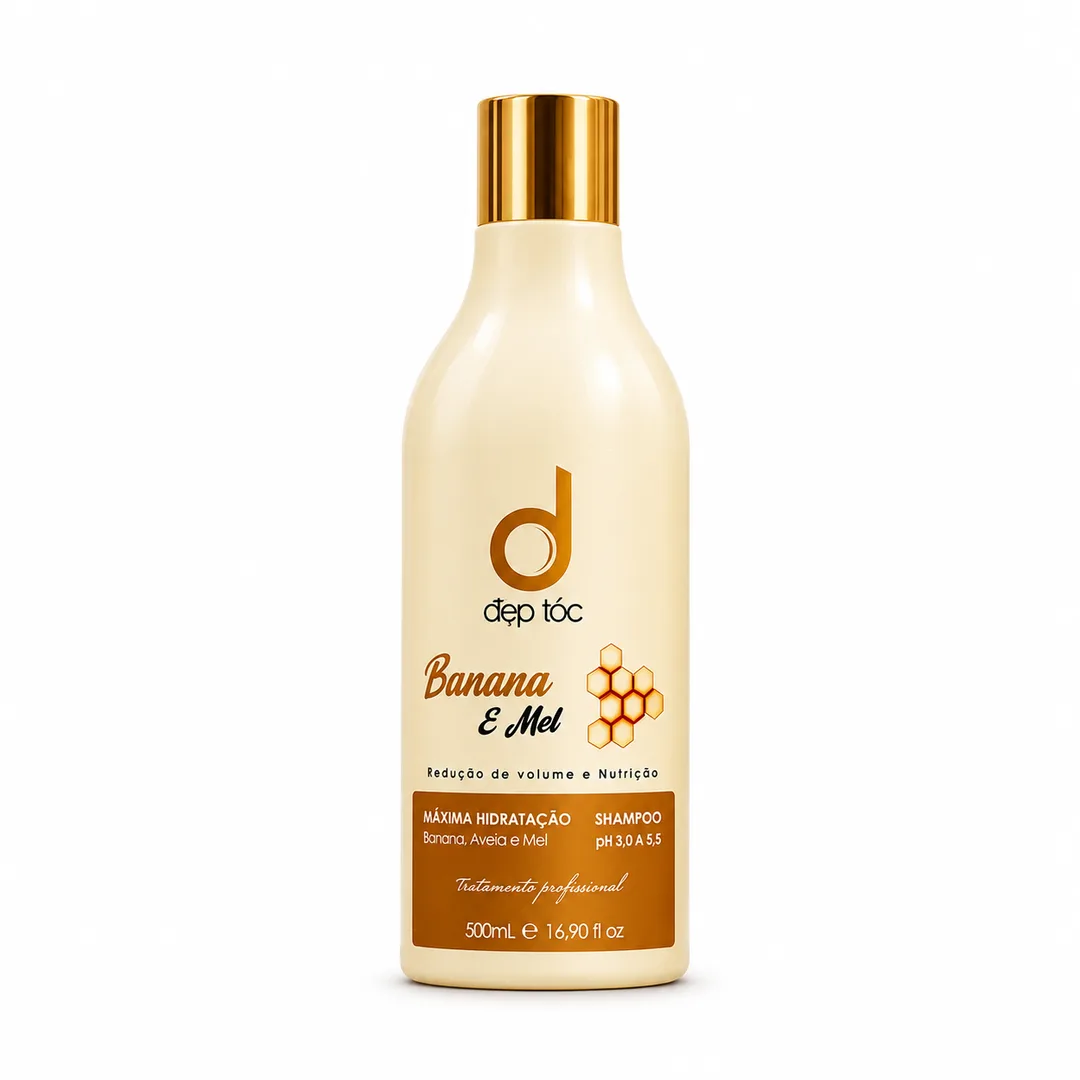 đẹp tóc
Banana
E Mel
Redução de volume e Nutrição
MÁXIMA HIDRATAÇÃO
Banana, Aveia e Mel
SHAMPOO
pH 3,0 A 5,5
Tratamento profissional
500mL ℮ 16,90 fl oz